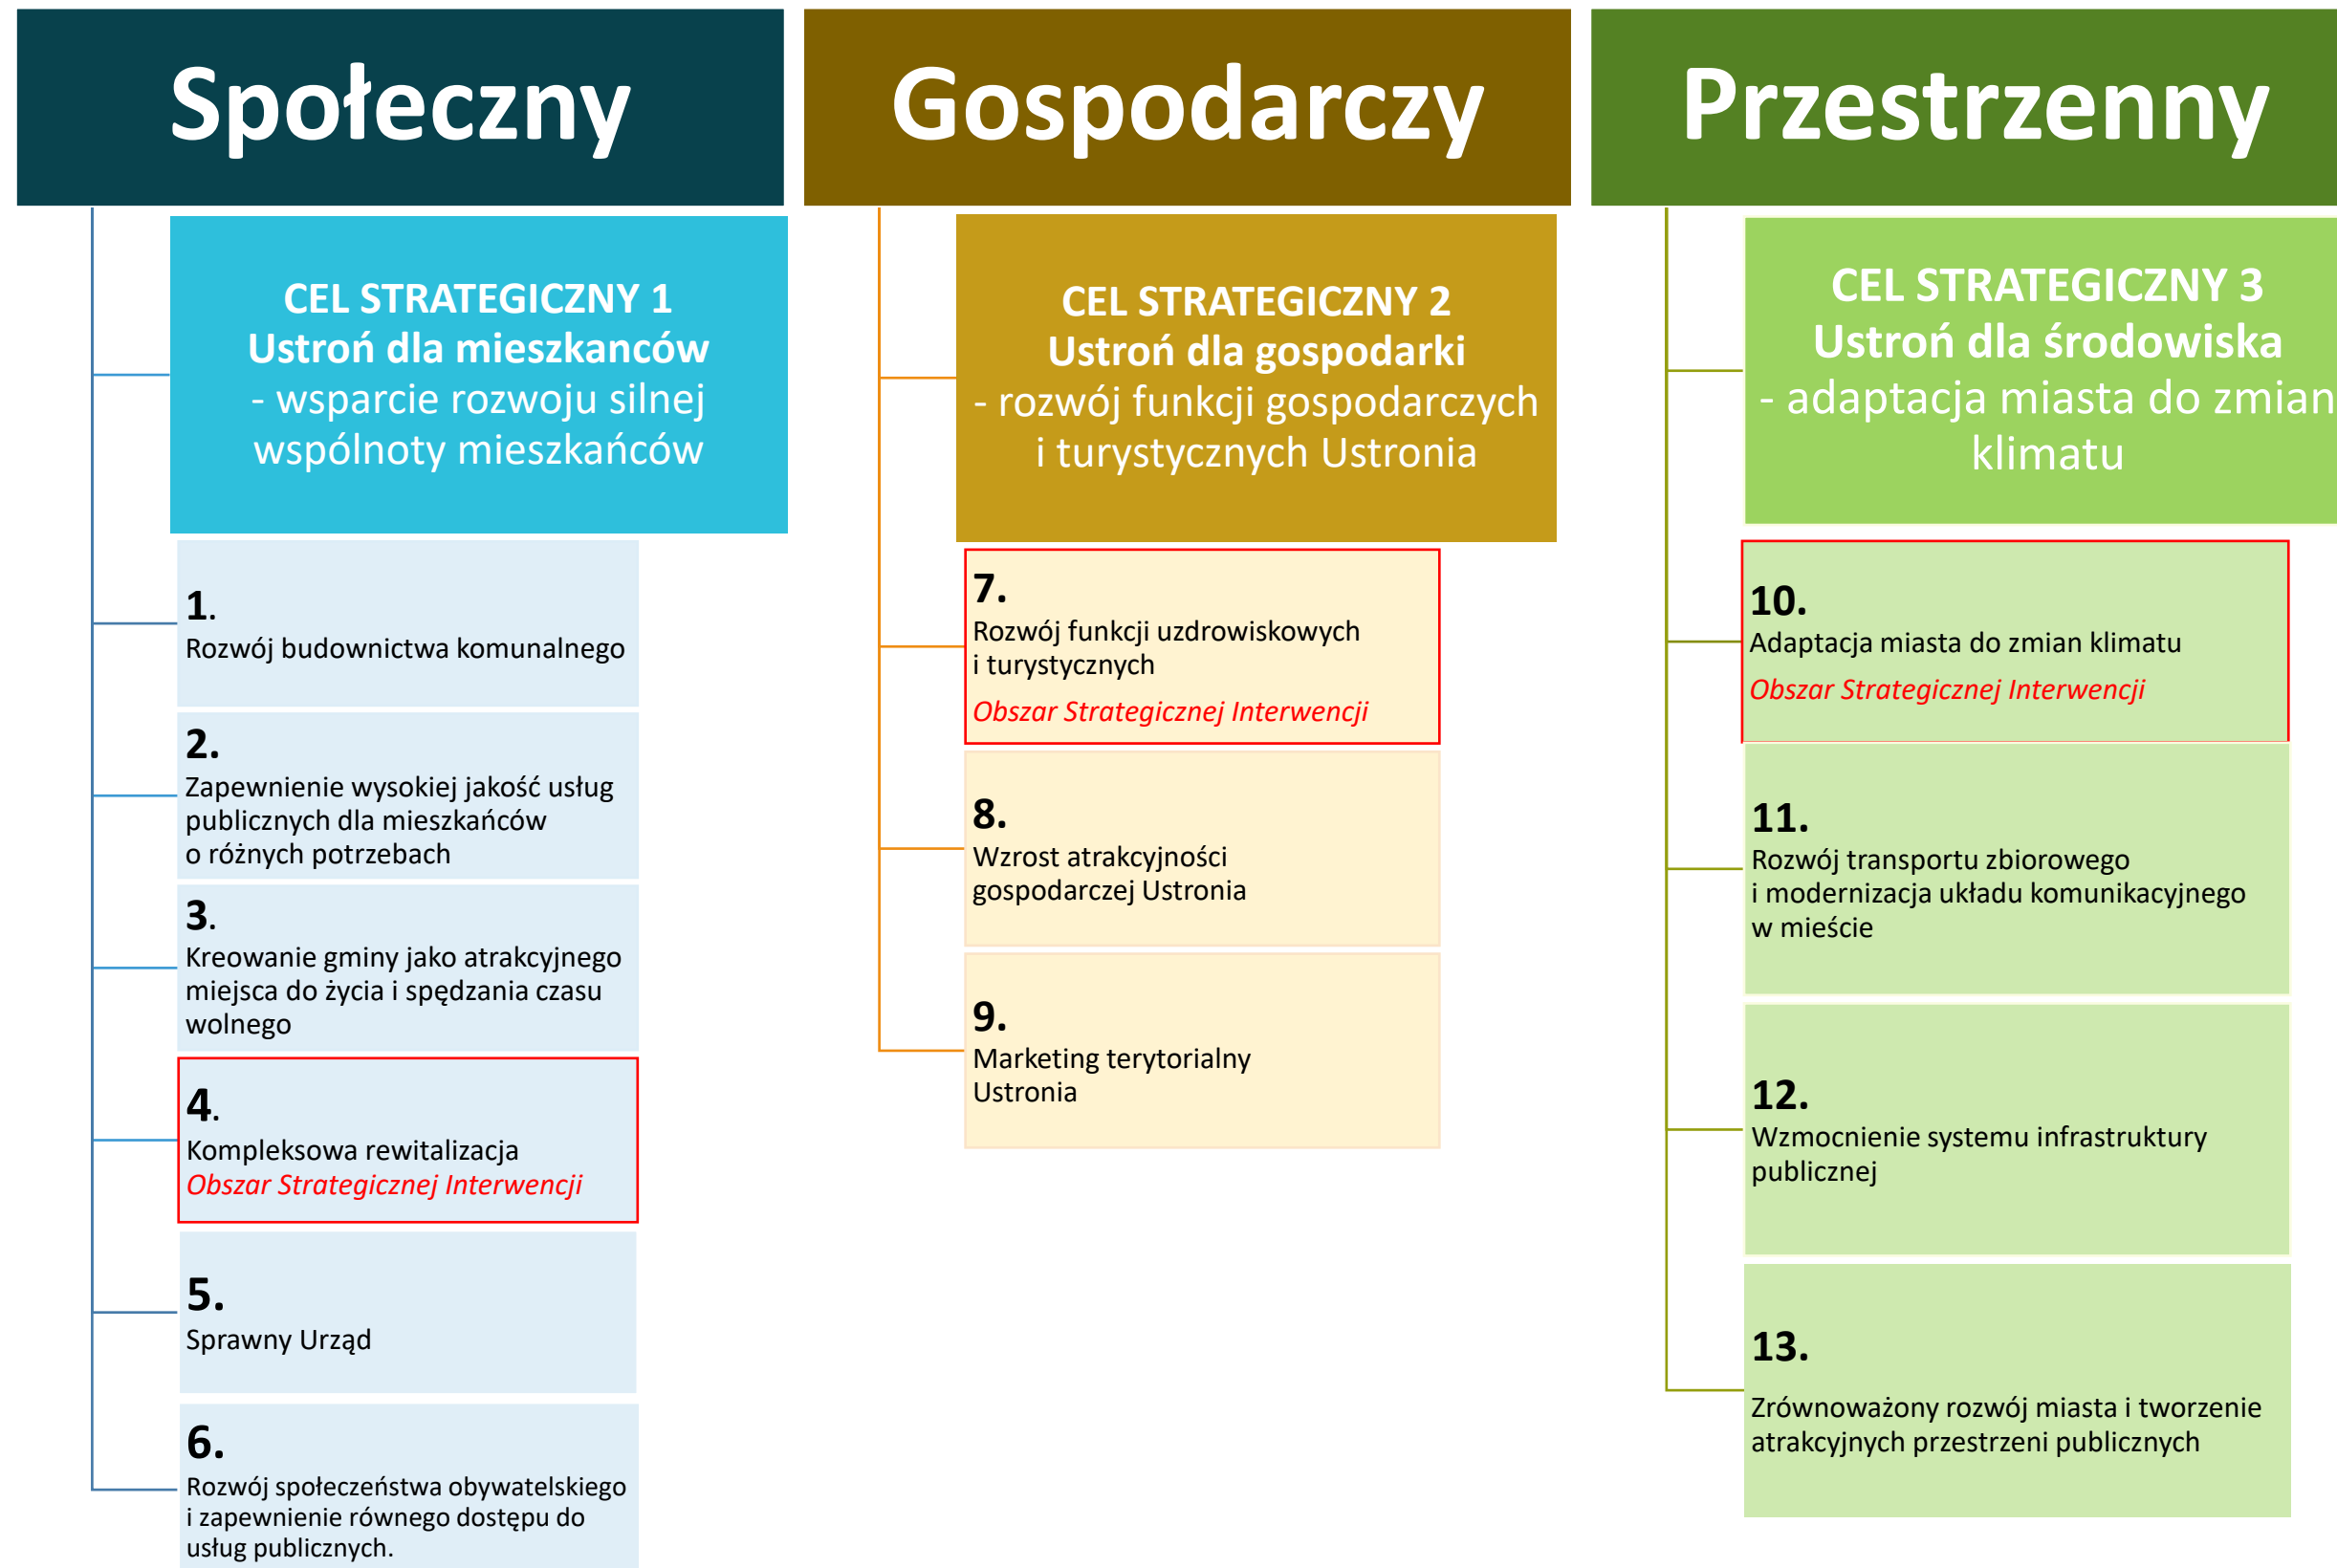 Społeczny
CEL STRATEGICZNY 1
Ustroń dla mieszkanców
- wsparcie rozwoju silnej
wspólnoty mieszkańców
1.
Rozwój budownictwa komunalnego
2.
Zapewnienie wysokiej jakość usług
publicznych dla mieszkańców
o różnych potrzebach
3.
Kreowanie gminy jako atrakcyjnego
miejsca do życia i spędzania czasu
wolnego
4.
Kompleksowa rewitalizacja
Obszar Strategicznej Interwencji
5.
Sprawny Urząd
6.
Rozwój społeczeństwa obywatelskiego
i zapewnienie równego dostępu do
usług publicznych.
Gospodarczy
CEL STRATEGICZNY 2
Ustroń dla gospodarki
- rozwój funkcji gospodarczych
i turystycznych Ustronia
7.
Rozwój funkcji uzdrowiskowych
i turystycznych
Obszar Strategicznej Interwencji
8.
Wzrost atrakcyjności
gospodarczej Ustronia
9.
Marketing terytorialny
Ustronia
Przestrzenny
CEL STRATEGICZNY 3
Ustroń dla środowiska
- adaptacja miasta do zmian
klimatu
10.
Adaptacja miasta do zmian klimatu
Obszar Strategicznej Interwencji
11.
Rozwój transportu zbiorowego
i modernizacja układu komunikacyjnego
w mieście
12.
Wzmocnienie systemu infrastruktury
publicznej
13.
Zrównoważony rozwój miasta i tworzenie
atrakcyjnych przestrzeni publicznych